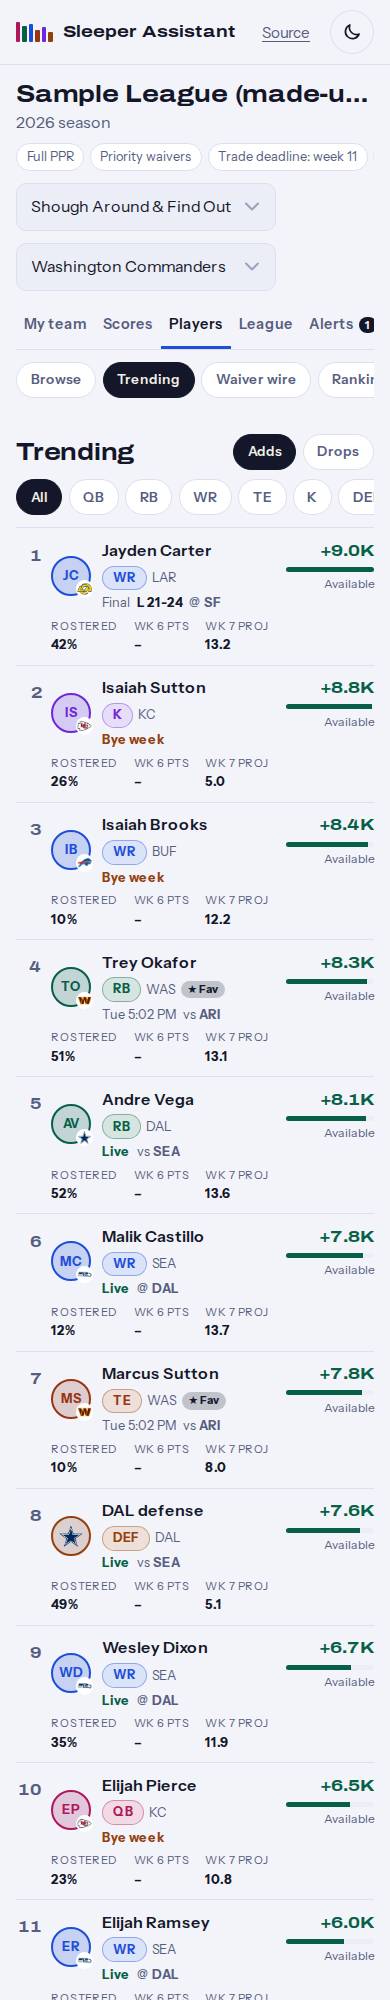 Sleeper Assistant Source
Sample League (made-u...
2026 season
Full PPR Priority waivers Trade deadline: week 11
Shough Around & Find Out
Washington Commanders
My team Scores Players League Alerts 1
Browse Trending Waiver wire Rankin
Trending Adds Drops
All QB RB WR TE K DE
1 JC Jayden Carter +9.0K
WR LAR
Available
Final L 21-24 @ SF
ROSTERED WK 6 PTS WK 7 PROJ
42% – 13.2
2 IS Isaiah Sutton +8.8K
K KC
Available
Bye week
ROSTERED WK 6 PTS WK 7 PROJ
26% – 5.0
3 IB Isaiah Brooks +8.4K
WR BUF
Available
Bye week
ROSTERED WK 6 PTS WK 7 PROJ
10% – 12.2
4 TO Trey Okafor +8.3K
RB WAS ★ Fav
Available
Tue 5:02 PM vs ARI
ROSTERED WK 6 PTS WK 7 PROJ
51% – 13.1
5 AV Andre Vega +8.1K
RB DAL
Available
Live vs SEA
ROSTERED WK 6 PTS WK 7 PROJ
52% – 13.6
6 MC Malik Castillo +7.8K
WR SEA
Available
Live @ DAL
ROSTERED WK 6 PTS WK 7 PROJ
12% – 13.7
7 MS Marcus Sutton +7.8K
TE WAS ★ Fav
Available
Tue 5:02 PM vs ARI
ROSTERED WK 6 PTS WK 7 PROJ
10% – 8.0
8 DAL defense +7.6K
DEF DAL
Available
Live vs SEA
ROSTERED WK 6 PTS WK 7 PROJ
49% – 5.1
9 WD Wesley Dixon +6.7K
WR SEA
Available
Live @ DAL
ROSTERED WK 6 PTS WK 7 PROJ
35% – 11.9
10 EP Elijah Pierce +6.5K
QB KC
Available
Bye week
ROSTERED WK 6 PTS WK 7 PROJ
23% – 10.8
11 ER Elijah Ramsey +6.0K
WR SEA
Available
Live @ DAL
ROSTERED WK 6 PTS WK 7 PROJ